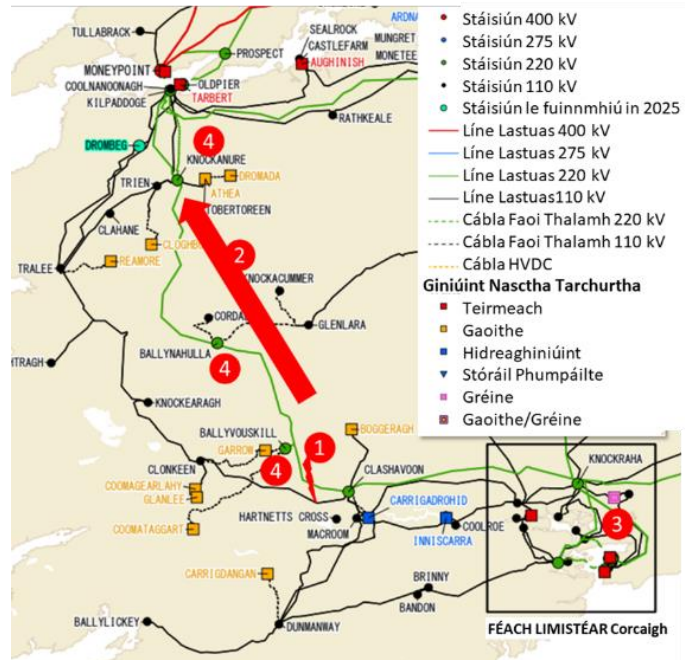 TULLABRACK
PROSPECT
MONEYPOINT
COOLNANOONAGH
KILPADDOGE
OLDPIER
TARBERT
SEALROCK
CASTLEFARM
AUGHINISH
MUNGRET
MONETEE
ARDNA
RATHKEALE
DROMBEG
4
KNOCKANURE
DROMADA
TRIEN
ATHEA
TOBERTOREEN
CLAHANE
CLOGHB
REAMORE
TRALEE
2
KNOCKACUMMER
CORDA
GLENLARA
BALLYNAHULLA
HTRAGH
4
KNOCKEARAGH
BALLYVOUSKILL
1
BOGGERAGH
GARROW
CLONKEEN
4
CLASHAVOON
KNOCKRAHA
COOMAGEARLAHY
GLANLEE
COOMATAGGART
HARTNETTS CROSS
MACROOM
CARRIGADROHID
COOLROE
INNISCARRA
3
CARRIGDANGAN
BRINNY
BANDON
BALLYLICKEY
DUNMANWAY
FÉACH LIMISTÉAR Corcaigh
Stáisiún 400 kV
Stáisiún 275 kV
Stáisiún 220 kV
Stáisiún 110 kV
Stáisiún le fuinnmhiú in 2025
Líne Lastuas 400 kV
Líne Lastuas 275 kV
Líne Lastuas 220 kV
Líne Lastuas110 kV
Cábla Faoi Thalamh 220 kV
Cábla Faoi Thalamh 110 kV
Cábla HVDC
Giniúint Nasctha Tarchurtha
Teirmeach
Gaoithe
Hidreaghiniúint
Stóráil Phumpáilte
Gréine
Gaoithe/Gréine